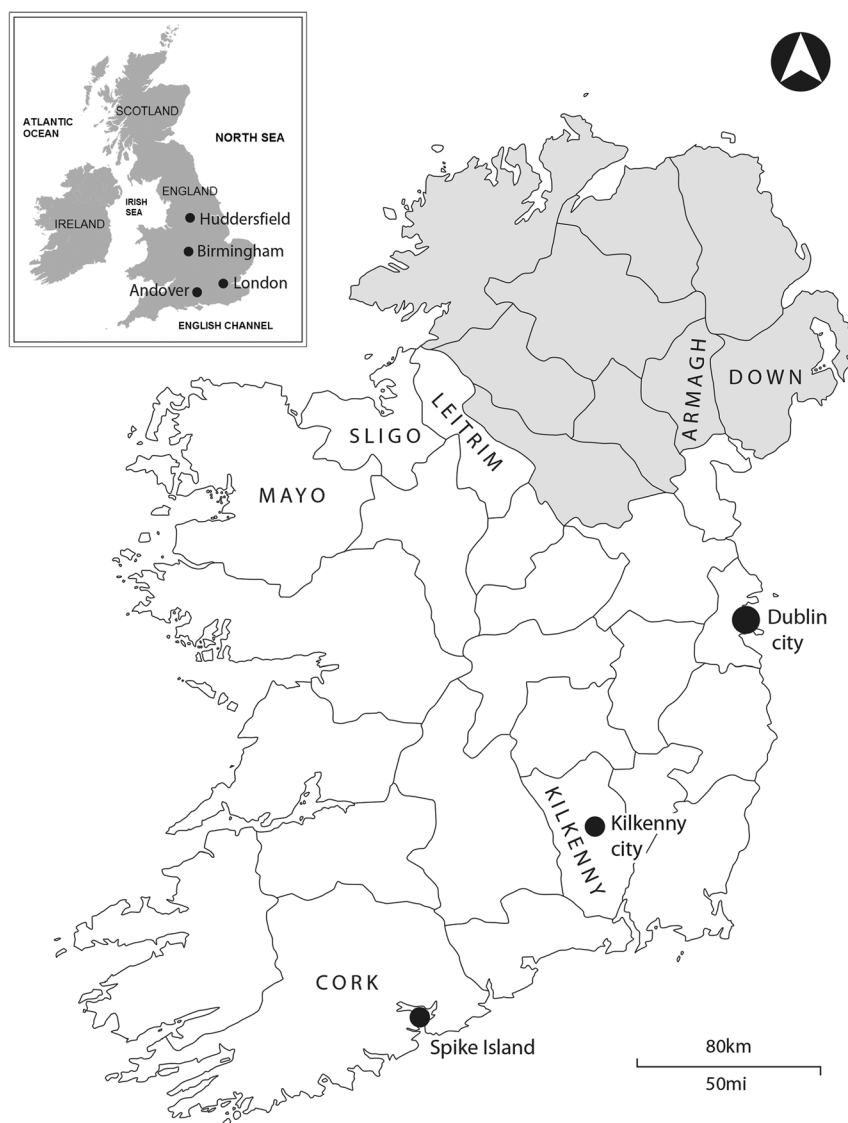 SCOTLAND
ATLANTIC
OCEAN
NORTH SEA
ENGLAND
IRISH
SEA
IRELAND
Huddersfield
Birmingham
London
Andover
ENGLISH CHANNEL
ARMAGH
DOWN
LEITRIM
SLIGO
MAYO
Dublin
city
KILKENNY
Kilkenny
city
CORK
Spike Island
80km
50mi